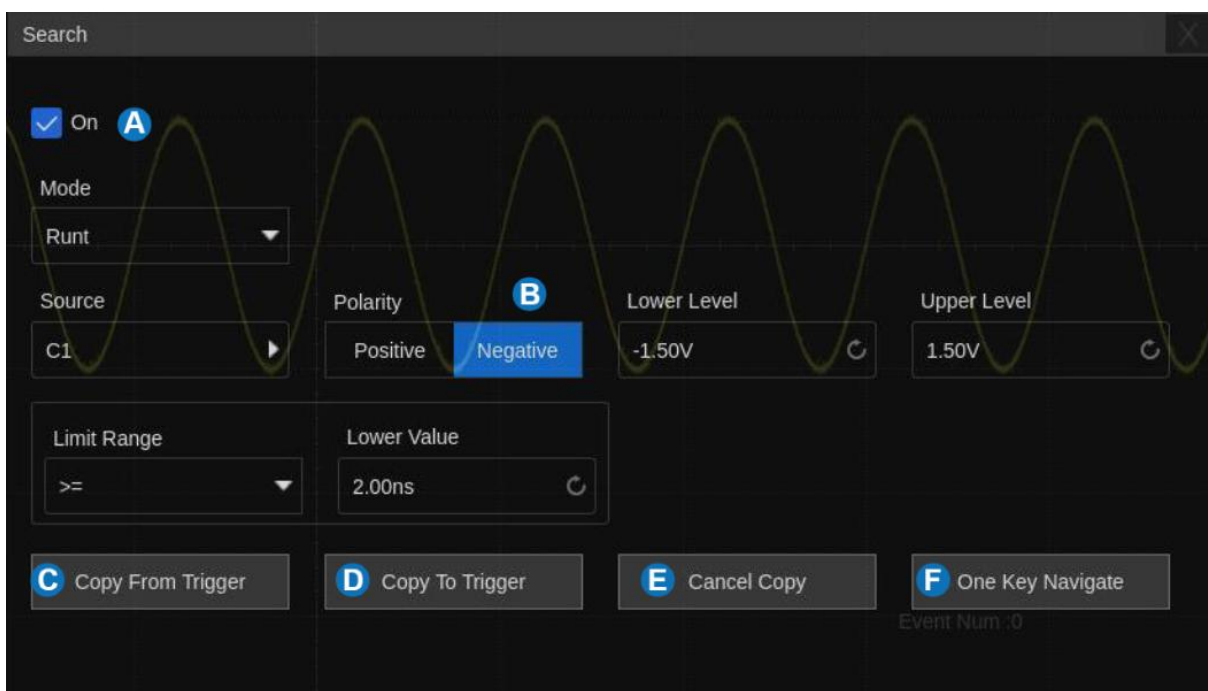 Search X
On A
Mode
Runt
Source Polarity B Lower Level Upper Level
C1 Positive Negative -1.50V 1.50V
Limit Range Lower Value
>= 2.00ns
C Copy From Trigger D Copy To Trigger E Cancel Copy F One Key Navigate
Event Num :0